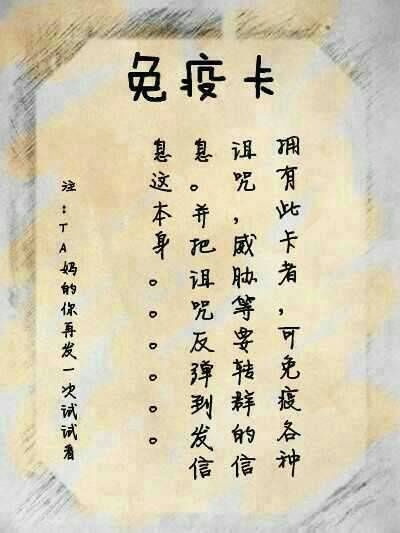 免疫卡
拥有此卡者，可免疫各种
诅咒，威胁等要转群的信
息。并把诅咒反弹到发信
息这本身。。。。。。
注：TA妈的你再发一次试试看